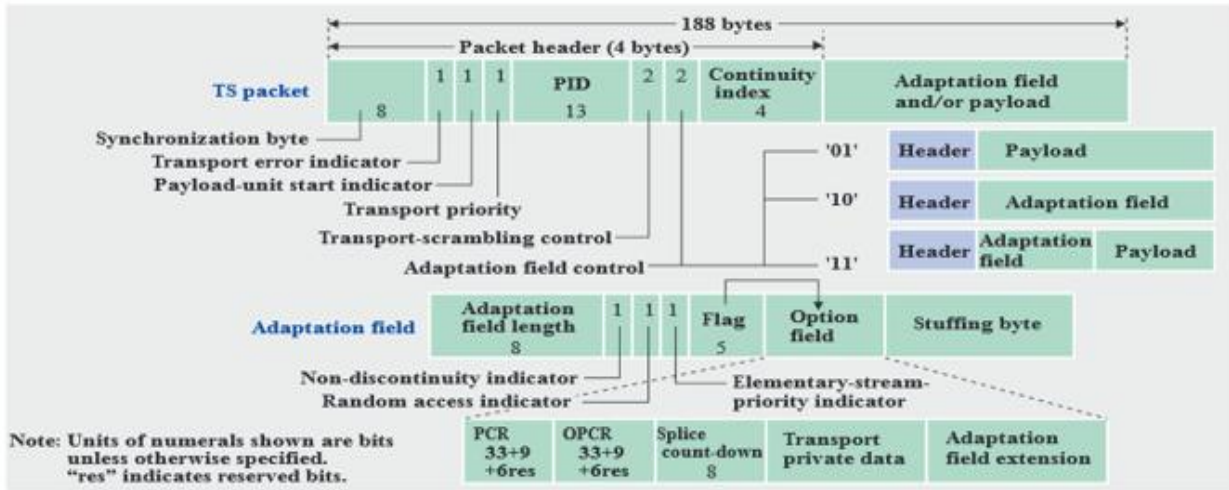 188 bytes
Packet header (4 bytes)
TS packet
8
1
1
1
PID
13
2
2
Continuity
index
4
Adaptation field
and/or payload
Synchronization byte
Transport error indicator
Payload-unit start indicator
Transport priority
Transport-scrambling control
Adaptation field control
'01'
Header
Payload
'10'
Header
Adaptation field
'11'
Header
Adaptation
field
Payload
Adaptation field
Adaptation
field length
8
1
1
1
Flag
5
Option
field
Stuffing byte
Non-discontinuity indicator
Random access indicator
Elementary-stream-
priority indicator
Note: Units of numerals shown are bits
unless otherwise specified.
"res" indicates reserved bits.
PCR
33+9
+6res
OPCR
33+9
+6res
Splice
count-down
8
Transport
private data
Adaptation
field extension